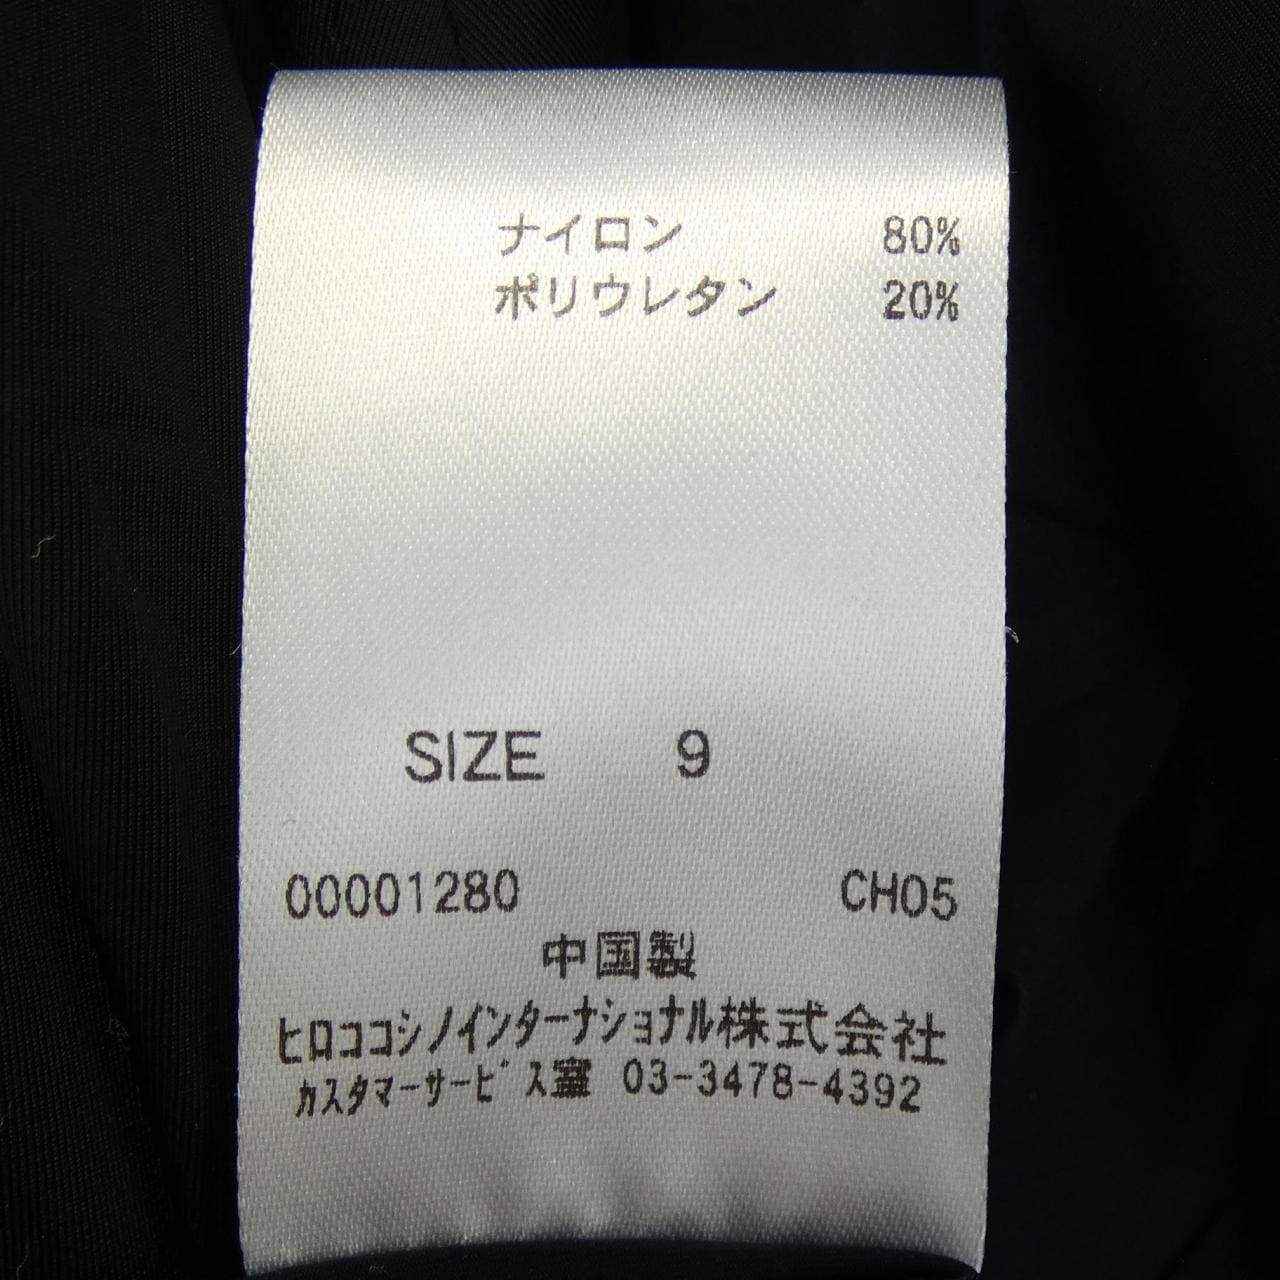 ナイロン 80%
ポリウレタン 20%
SIZE 9
00001280 CH05
中国製
ヒロココシノインターナショナル株式会社
カスタマーサービス室 03-3478-4392